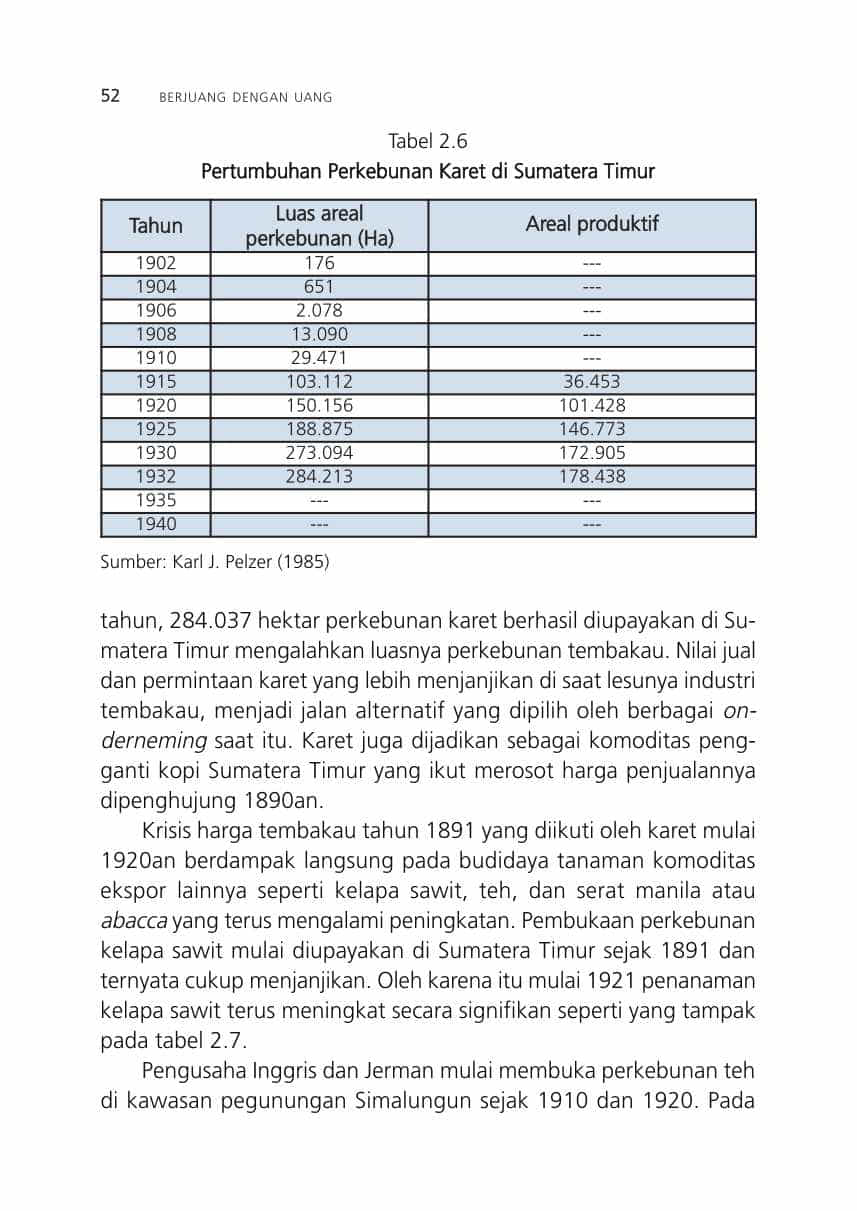 52 BERJUANG DENGAN UANG
Tabel 2.6
Pertumbuhan Perkebunan Karet di Sumatera Timur
Tahun Luas areal perkebunan (Ha) Areal produktif
1902 176 ---
1904 651 ---
1906 2.078 ---
1908 13.090 ---
1910 29.471 ---
1915 103.112 36.453
1920 150.156 101.428
1925 188.875 146.773
1930 273.094 172.905
1932 284.213 178.438
1935 --- ---
1940 --- ---
Sumber: Karl J. Pelzer (1985)
tahun, 284.037 hektar perkebunan karet berhasil diupayakan di Su-
matera Timur mengalahkan luasnya perkebunan tembakau. Nilai jual
dan permintaan karet yang lebih menjanjikan di saat lesunya industri
tembakau, menjadi jalan alternatif yang dipilih oleh berbagai on-
derneming saat itu. Karet juga dijadikan sebagai komoditas peng-
ganti kopi Sumatera Timur yang ikut merosot harga penjualannya
dipenghujung 1890an.
Krisis harga tembakau tahun 1891 yang diikuti oleh karet mulai
1920an berdampak langsung pada budidaya tanaman komoditas
ekspor lainnya seperti kelapa sawit, teh, dan serat manila atau
abacca yang terus mengalami peningkatan. Pembukaan perkebunan
kelapa sawit mulai diupayakan di Sumatera Timur sejak 1891 dan
ternyata cukup menjanjikan. Oleh karena itu mulai 1921 penanaman
kelapa sawit terus meningkat secara signifikan seperti yang tampak
pada tabel 2.7.
Pengusaha Inggris dan Jerman mulai membuka perkebunan teh
di kawasan pegunungan Simalungun sejak 1910 dan 1920. Pada